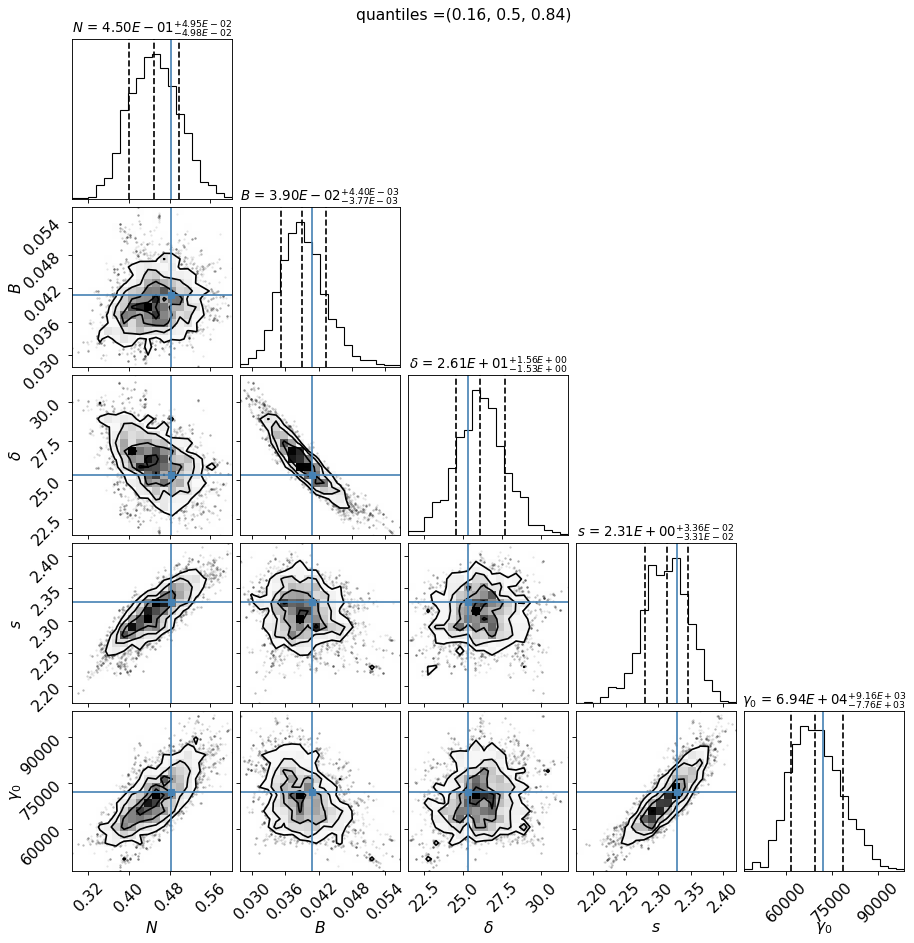 quantiles =(0.16, 0.5, 0.84)
N = 4.50E − 01 +4.95E−02 −4.98E−02
B = 3.90E − 02 +4.40E−03 −3.77E−03
0.054
0.048
0.042
0.036
0.030
B
δ = 2.61E + 01 +1.56E+00 −1.53E+00
30.0
27.5
25.0
22.5
δ
s = 2.31E + 00 +3.36E−02 −3.31E−02
2.40
2.35
2.30
2.25
2.20
s
γ₀ = 6.94E + 04 +9.16E+03 −7.76E+03
90000
75000
60000
γ₀
0.32 0.40 0.48 0.56 0.030 0.036 0.042 0.048 0.054 22.5 25.0 27.5 30.0 2.20 2.25 2.30 2.35 2.40 60000 75000 90000
N B δ s γ₀